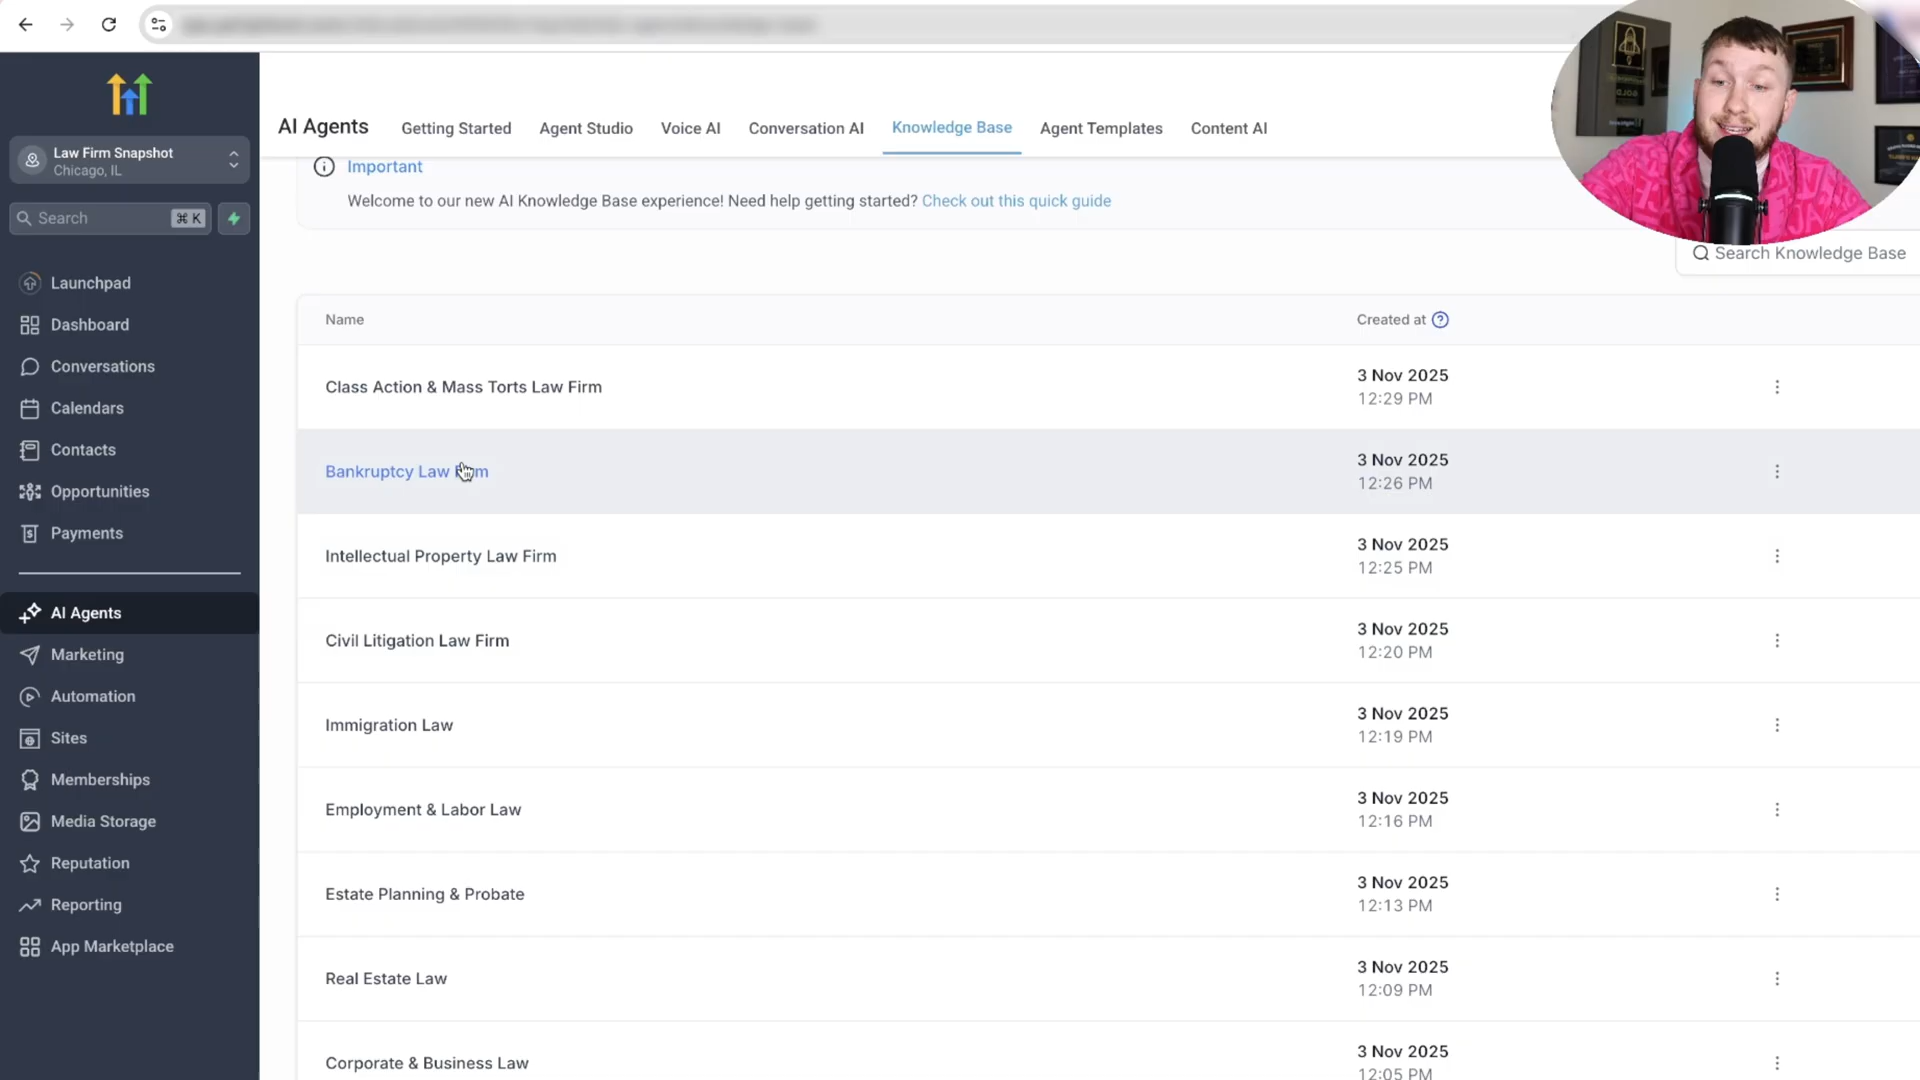 Law Firm Snapshot
Chicago, IL
Search ⌘ K
Launchpad
Dashboard
Conversations
Calendars
Contacts
Opportunities
Payments
AI Agents
Marketing
Automation
Sites
Memberships
Media Storage
Reputation
Reporting
App Marketplace
AI Agents Getting Started Agent Studio Voice AI Conversation AI Knowledge Base Agent Templates Content AI
Important
Welcome to our new AI Knowledge Base experience! Need help getting started? Check out this quick guide
Search Knowledge Base
Name Created at
Class Action & Mass Torts Law Firm 3 Nov 2025
12:29 PM
Bankruptcy Law Firm 3 Nov 2025
12:26 PM
Intellectual Property Law Firm 3 Nov 2025
12:25 PM
Civil Litigation Law Firm 3 Nov 2025
12:20 PM
Immigration Law 3 Nov 2025
12:19 PM
Employment & Labor Law 3 Nov 2025
12:16 PM
Estate Planning & Probate 3 Nov 2025
12:13 PM
Real Estate Law 3 Nov 2025
12:09 PM
Corporate & Business Law 3 Nov 2025
12:05 PM